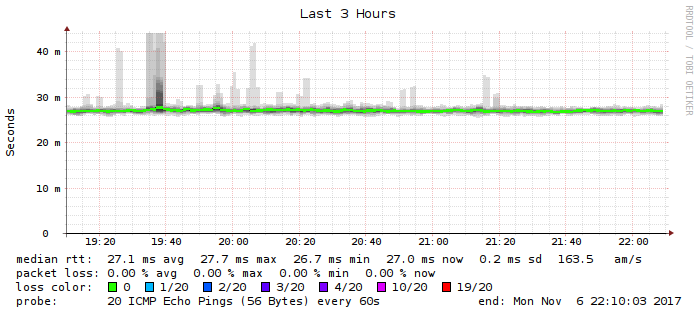 Last 3 Hours
RRDTOOL / TOBI OETIKER
Seconds
40 m
30 m
20 m
10 m
0
19:20 19:40 20:00 20:20 20:40 21:00 21:20 21:40 22:00
median rtt: 27.1 ms avg 27.7 ms max 26.7 ms min 27.0 ms now 0.2 ms sd 163.5 am/s
packet loss: 0.00 % avg 0.00 % max 0.00 % min 0.00 % now
loss color: 0 1/20 2/20 3/20 4/20 10/20 19/20
probe: 20 ICMP Echo Pings (56 Bytes) every 60s end: Mon Nov 6 22:10:03 2017